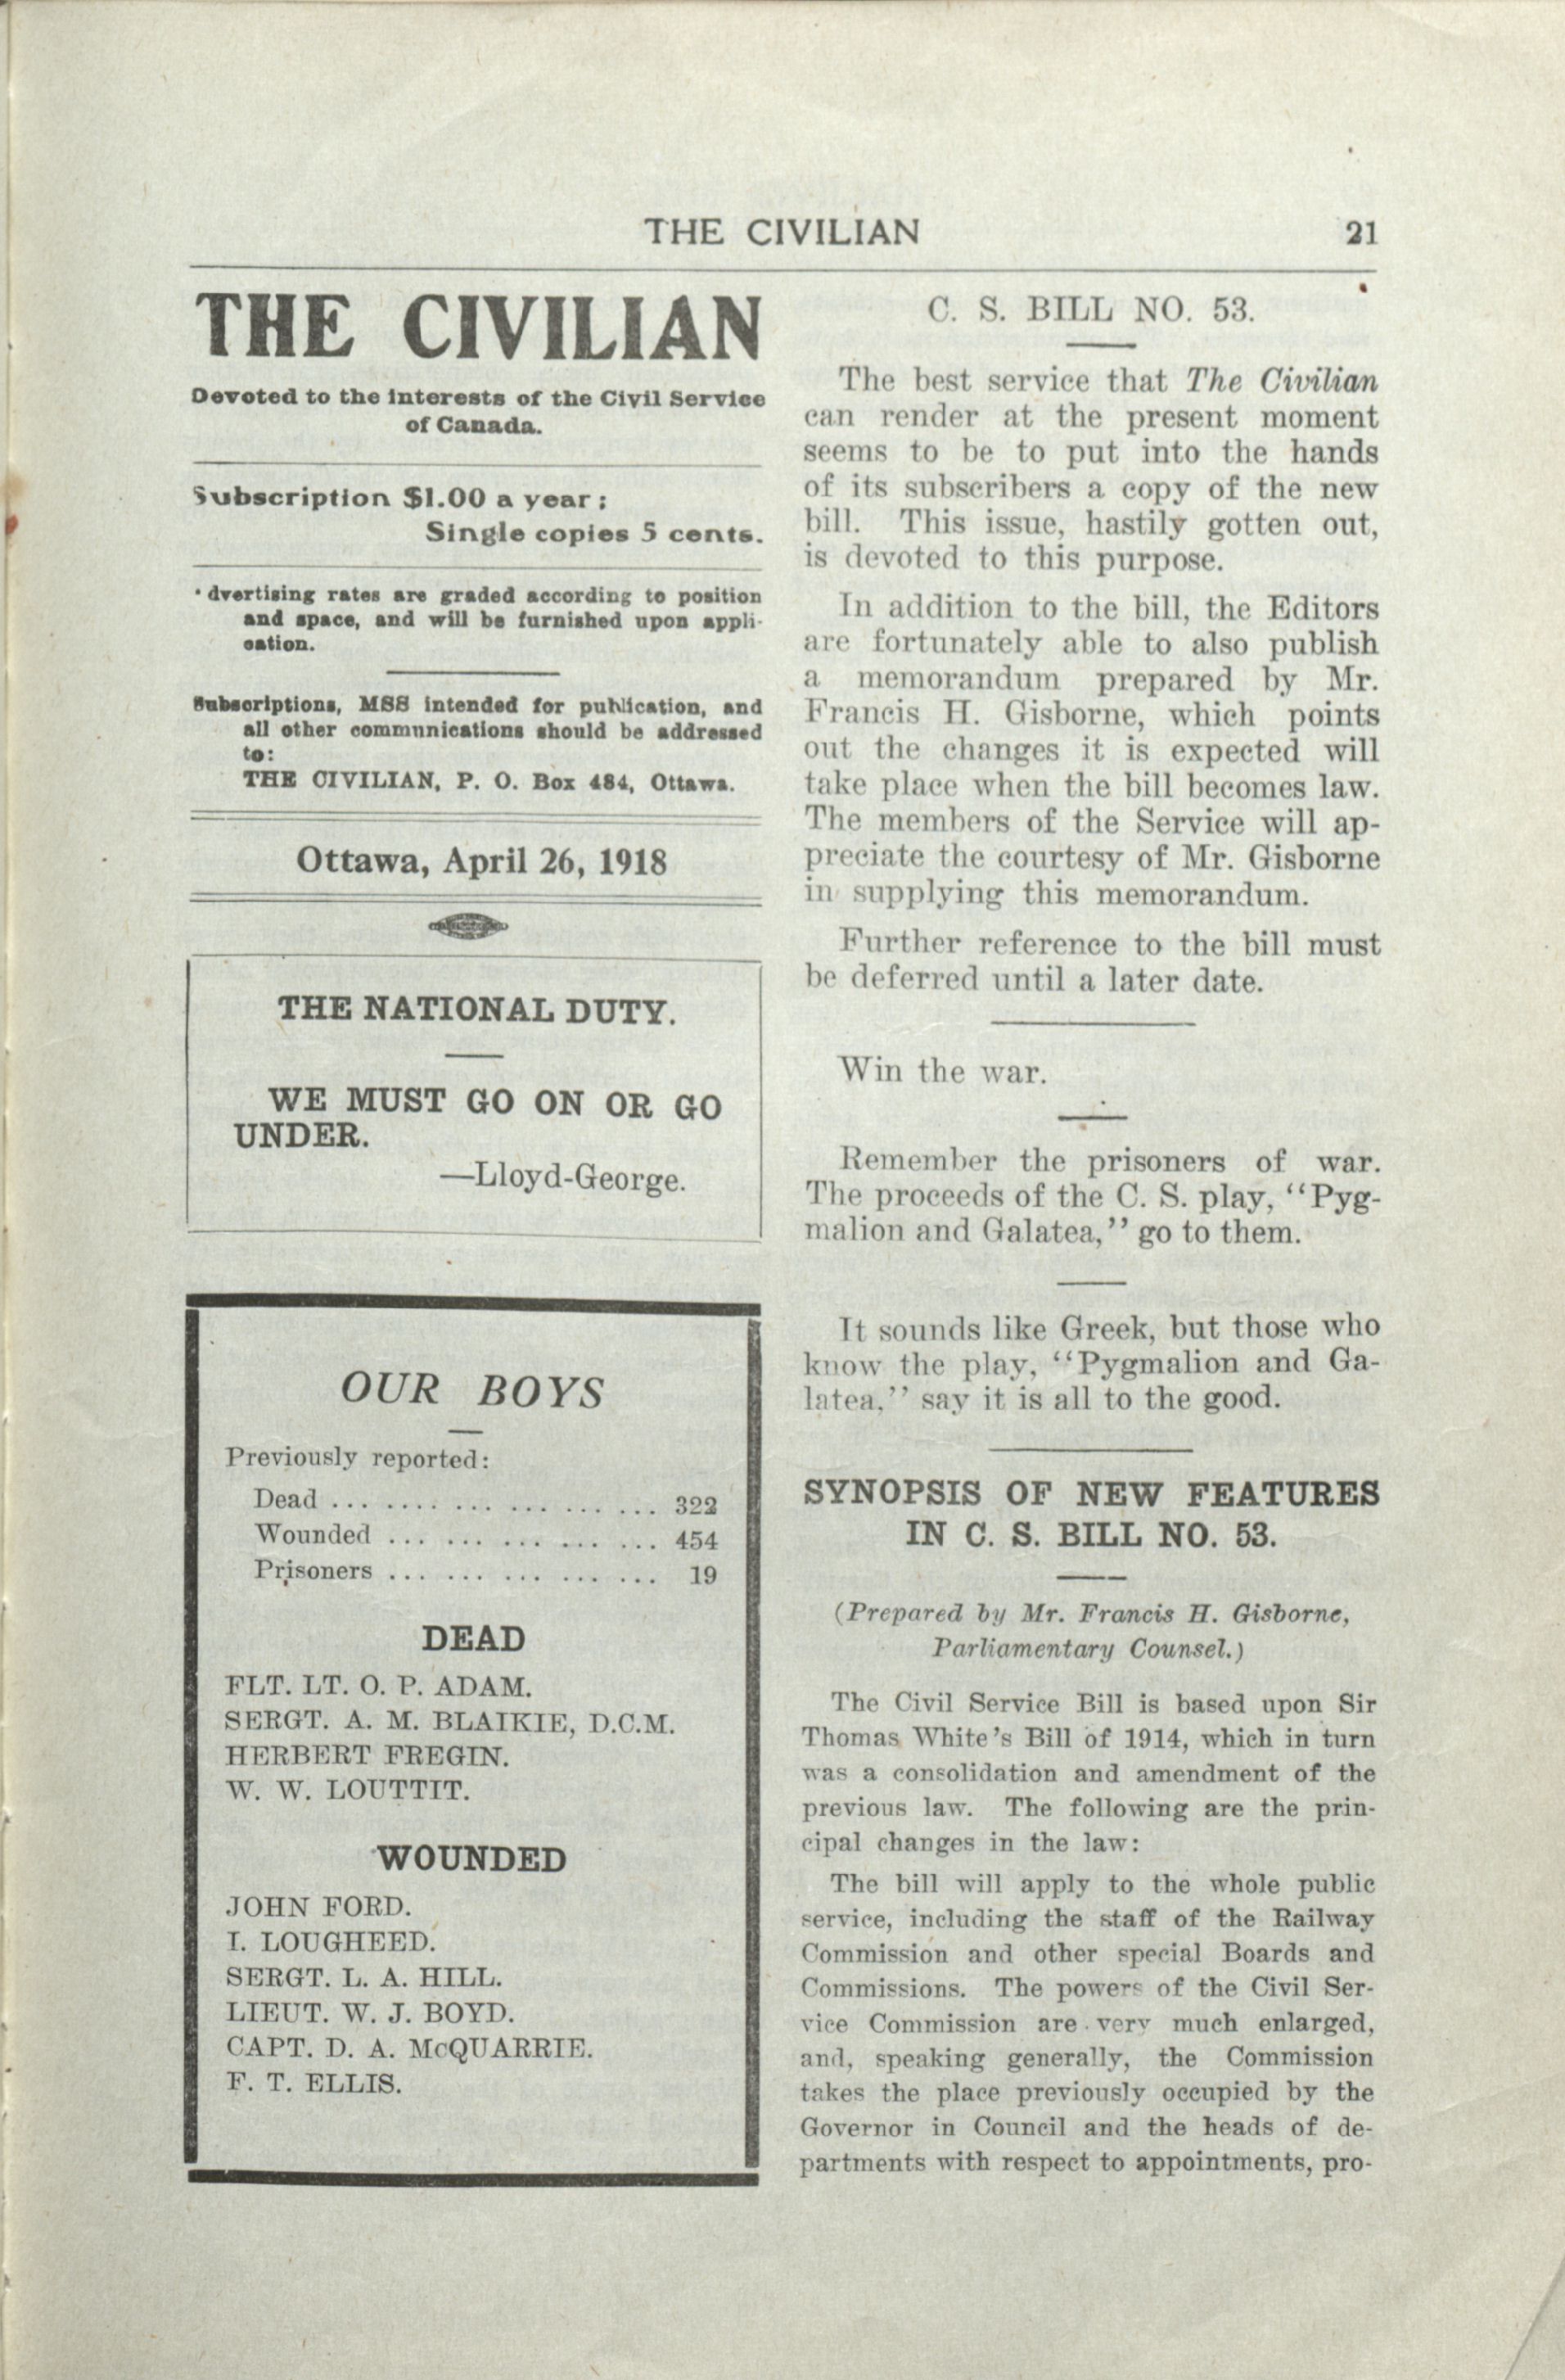 THE CIVILIAN 21
THE CIVILIAN
Devoted to the interests of the Civil Service
of Canada.
Subscription $1.00 a year;
Single copies 5 cents.
dvertising rates are graded according to position
and space, and will be furnished upon appli-
cation.
Subscriptions, MSS intended for publication, and
all other communications should be addressed
to:
THE CIVILIAN, P. O. Box 484, Ottawa.
Ottawa, April 26, 1918
THE NATIONAL DUTY.
WE MUST GO ON OR GO
UNDER.
—Lloyd-George.
OUR BOYS
Previously reported:
Dead ... .... ... ... ... ... 322
Wounded ... ... ... ... ... 454
Prisoners ... ... ... ... ... 19
DEAD
FLT. LT. O. P. ADAM.
SERGT. A. M. BLAIKIE, D.C.M.
HERBERT FREGIN.
W. W. LOUTTIT.
WOUNDED
JOHN FORD.
I. LOUGHEED.
SERGT. L. A. HILL.
LIEUT. W. J. BOYD.
CAPT. D. A. McQUARRIE.
F. T. ELLIS.
C. S. BILL NO. 53.
The best service that The Civilian
can render at the present moment
seems to be to put into the hands
of its subscribers a copy of the new
bill. This issue, hastily gotten out,
is devoted to this purpose.
In addition to the bill, the Editors
are fortunately able to also publish
a memorandum prepared by Mr.
Francis H. Gisborne, which points
out the changes it is expected will
take place when the bill becomes law.
The members of the Service will ap-
preciate the courtesy of Mr. Gisborne
in supplying this memorandum.
Further reference to the bill must
be deferred until a later date.
Win the war.
Remember the prisoners of war.
The proceeds of the C. S. play, "Pyg-
malion and Galatea," go to them.
It sounds like Greek, but those who
know the play, "Pygmalion and Ga-
latea," say it is all to the good.
SYNOPSIS OF NEW FEATURES
IN C. S. BILL NO. 53.
(Prepared by Mr. Francis H. Gisborne,
Parliamentary Counsel.)
The Civil Service Bill is based upon Sir
Thomas White's Bill of 1914, which in turn
was a consolidation and amendment of the
previous law. The following are the prin-
cipal changes in the law:
The bill will apply to the whole public
service, including the staff of the Railway
Commission and other special Boards and
Commissions. The powers of the Civil Ser-
vice Commission are very much enlarged,
and, speaking generally, the Commission
takes the place previously occupied by the
Governor in Council and the heads of de-
partments with respect to appointments, pro-